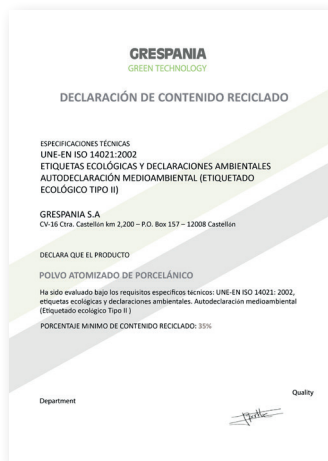 GRESPANIA
GREEN TECHNOLOGY
DECLARACIÓN DE CONTENIDO RECICLADO
ESPECIFICACIONES TÉCNICAS
UNE-EN ISO 14021:2002
ETIQUETAS ECOLÓGICAS Y DECLARACIONES AMBIENTALES
AUTODECLARACIÓN MEDIOAMBIENTAL (ETIQUETADO
ECOLÓGICO TIPO II)
GRESPANIA S.A
CV-16 Ctra. Castellón km 2,200 – P.O. Box 157 – 12008 Castellon
DECLARA QUE EL PRODUCTO
POLVO ATOMIZADO DE PORCELÁNICO
Ha sido evaluado bajo los requisitos específicos técnicos: UNE-EN ISO 14021: 2002,
etiquetas ecológicas y declaraciones ambientales. Autodeclaración medioambiental
(Etiquetado ecológico Tipo II )
PORCENTAJE MINIMO DE CONTENIDO RECICLADO: 35%
Quality
Department